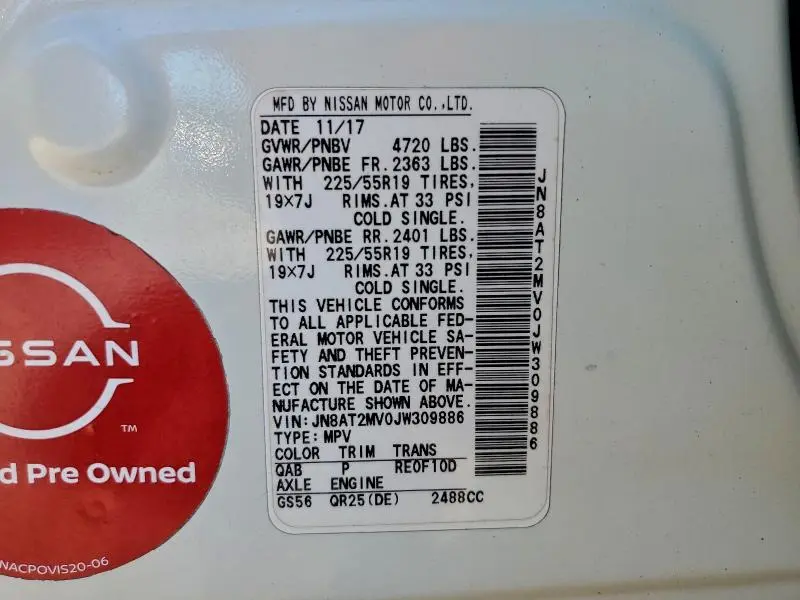 MFD BY NISSAN MOTOR CO.,LTD.
DATE 11/17
GVWR/PNBV 4720 LBS.
GAWR/PNBE FR.2363 LBS.
WITH 225/55R19 TIRES,
19×7J RIMS.AT 33 PSI
COLD SINGLE.
GAWR/PNBE RR.2401 LBS.
WITH 225/55R19 TIRES,
19×7J RIMS.AT 33 PSI
COLD SINGLE.
THIS VEHICLE CONFORMS
TO ALL APPLICABLE FED-
ERAL MOTOR VEHICLE SA-
FETY AND THEFT PREVEN-
TION STANDARDS IN EFF-
ECT ON THE DATE OF MA-
NUFACTURE SHOWN ABOVE.
VIN:JN8AT2MV0JW309886
TYPE:MPV
COLOR TRIM TRANS
QAB P RE0F10D
AXLE ENGINE
GS56 QR25(DE) 2488CC
JN8AT2MV0JW309886
SSAN
TM
d Pre Owned
NACPOVIS20-06